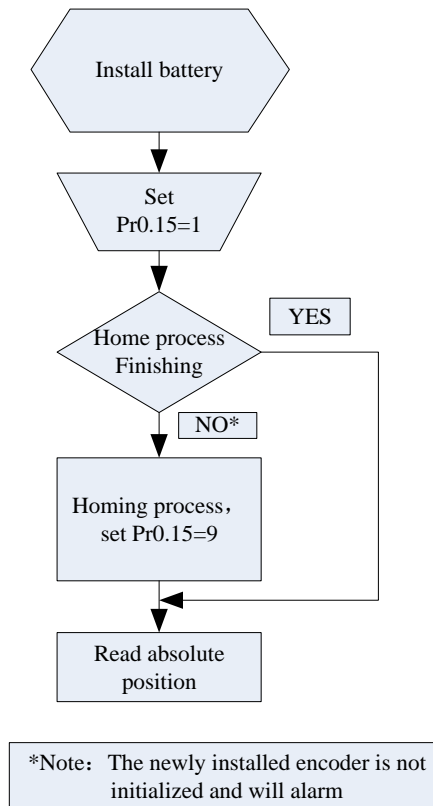 Install battery
Set
Pr0.15=1
Home process
Finishing
YES
NO*
Homing process，
set Pr0.15=9
Read absolute
position
*Note：The newly installed encoder is not
initialized and will alarm